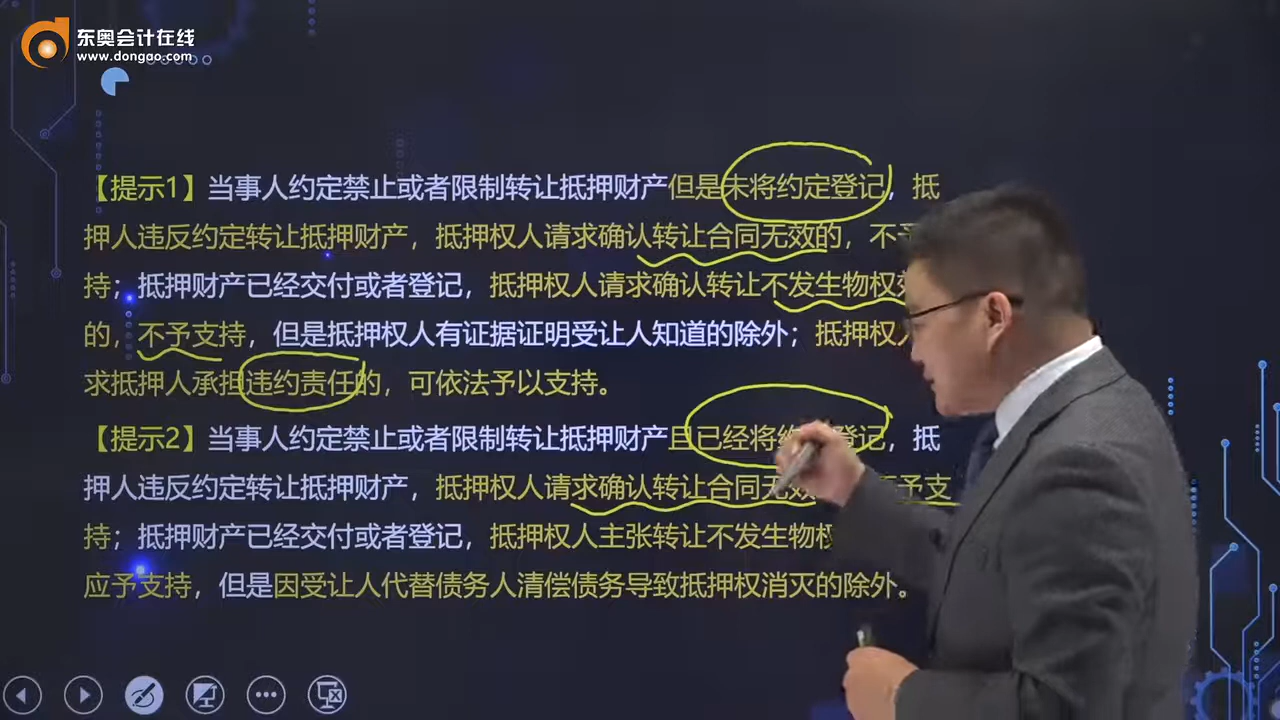 东奥会计在线
www.dongao.com
【提示1】当事人约定禁止或者限制转让抵押财产但是未将约定登记，抵
押人违反约定转让抵押财产，抵押权人请求确认转让合同无效的，不予
持；抵押财产已经交付或者登记，抵押权人请求确认转让不发生物权效
的，不予支持，但是抵押权人有证据证明受让人知道的除外；抵押权人
求抵押人承担违约责任的，可依法予以支持。
【提示2】当事人约定禁止或者限制转让抵押财产且已经将约 登记，抵
押人违反约定转让抵押财产，抵押权人请求确认转让合同无效 予支
持；抵押财产已经交付或者登记，抵押权人主张转让不发生物权
应予支持，但是因受让人代替债务人清偿债务导致抵押权消灭的除外。